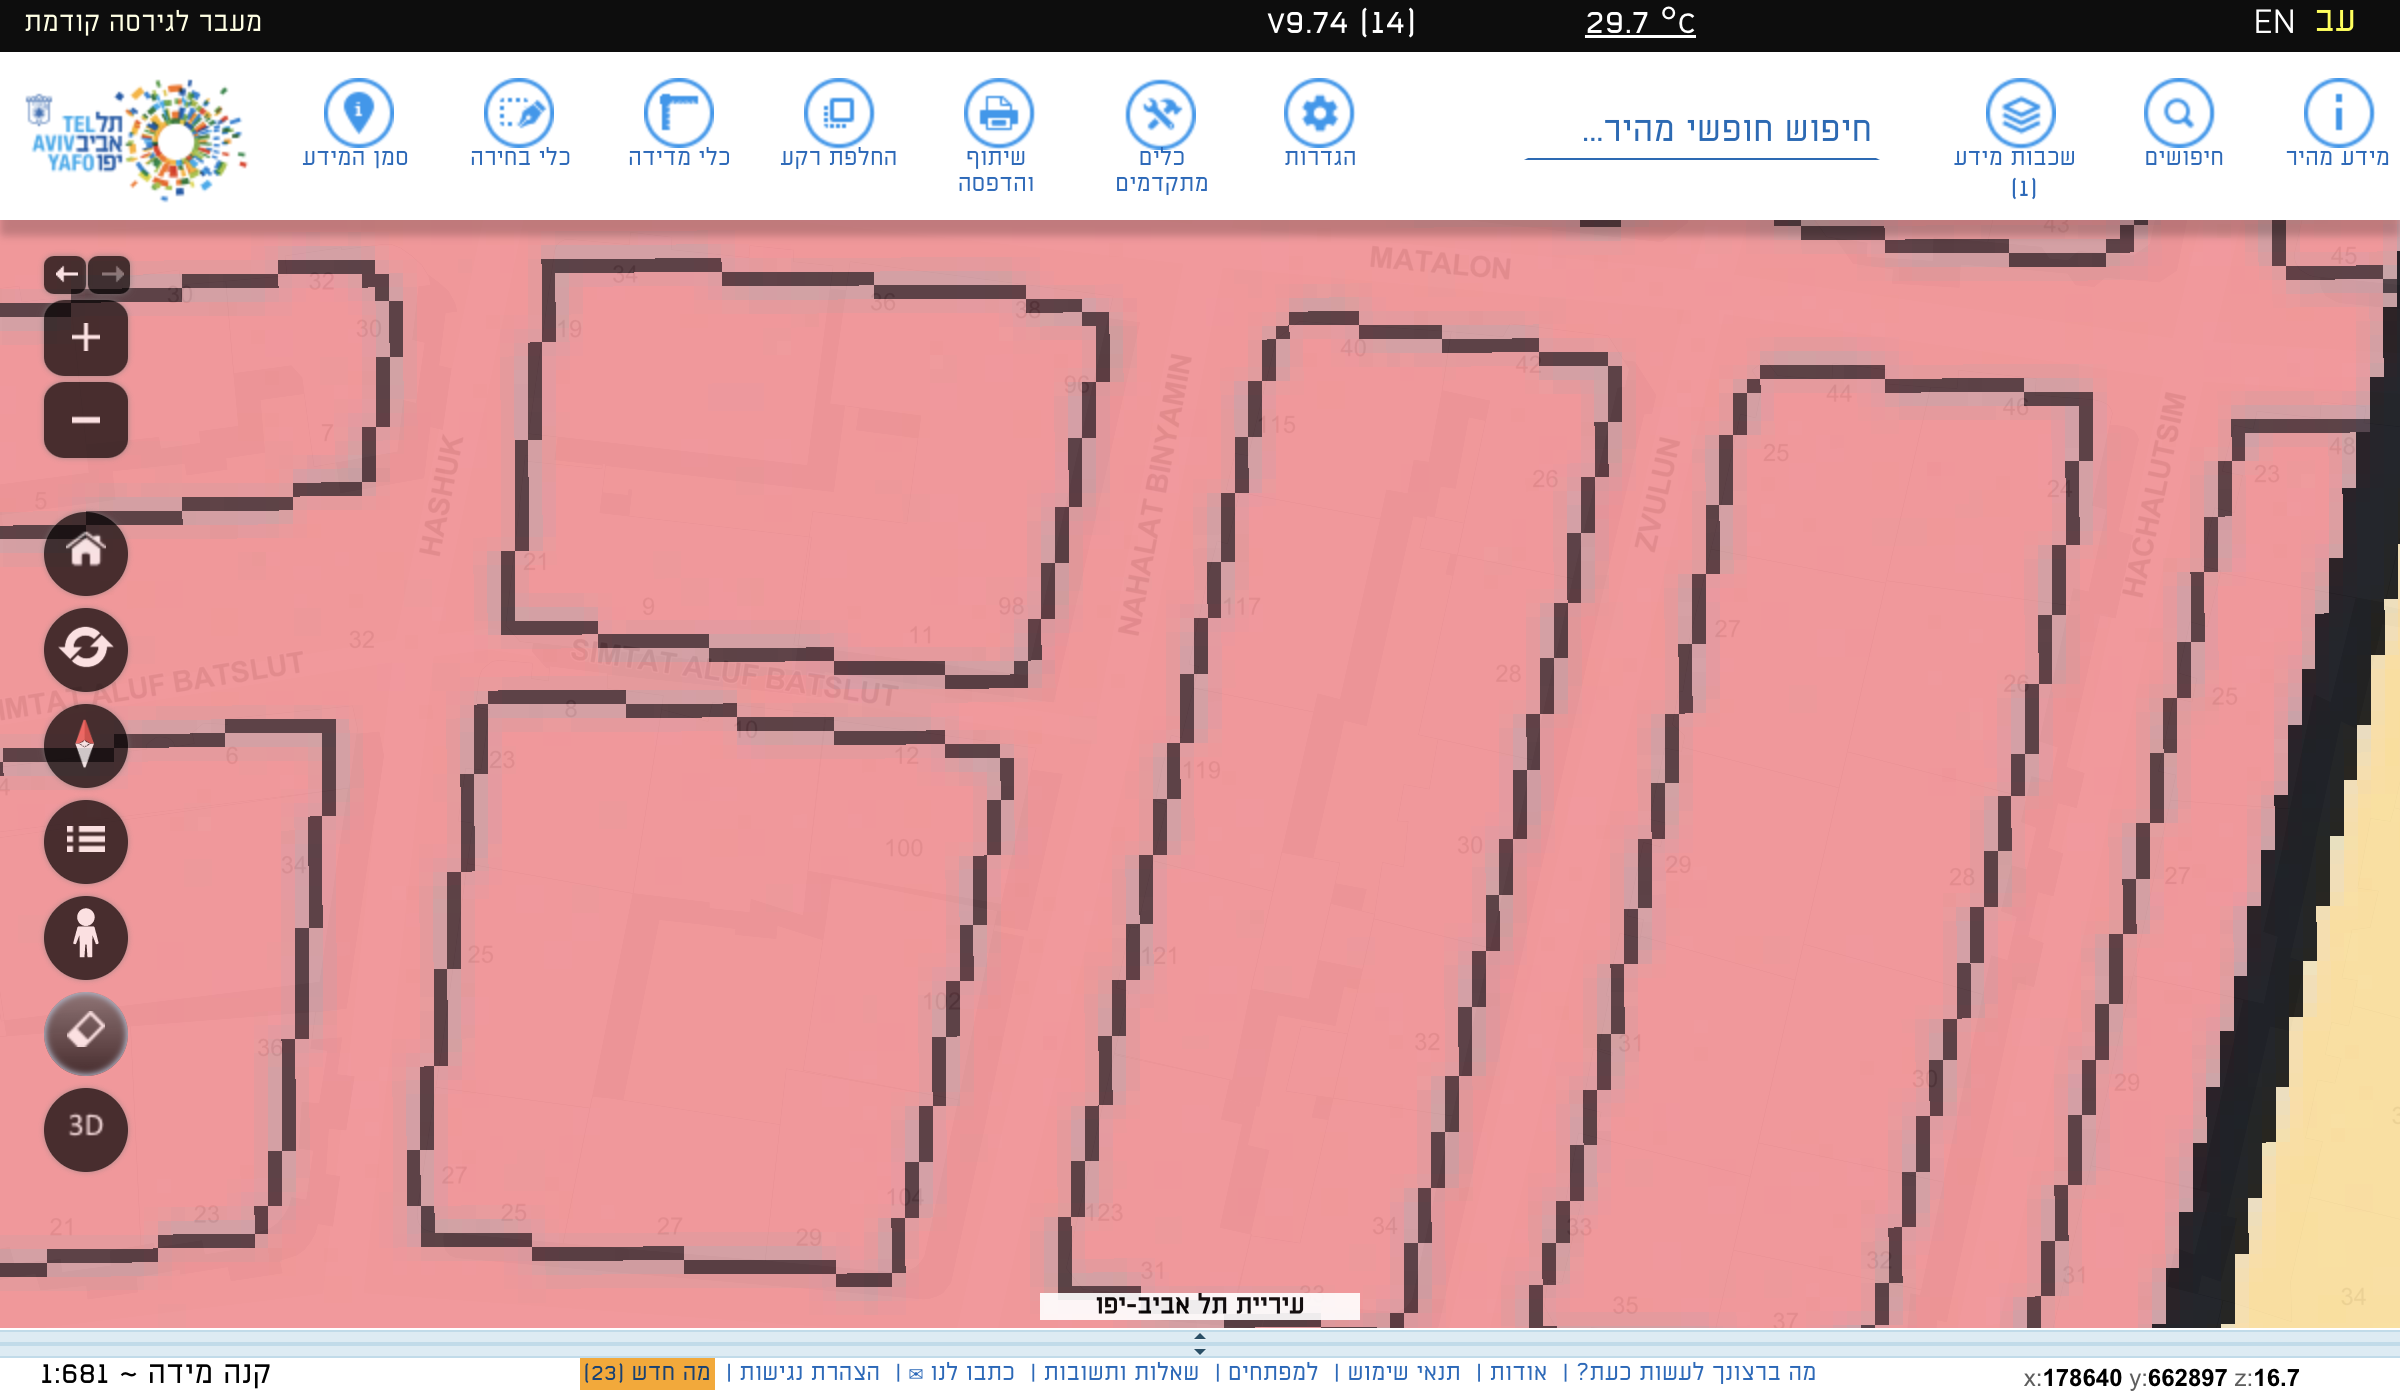 מעבר לגירסה קודמת
V9.74 (14)
29.7 °C
EN עב
תל אביב יפו
TEL AVIV YAFO
סמן המידע
כלי בחירה
כלי מדידה
החלפת רקע
שיתוף והדפסה
כלים מתקדמים
הגדרות
חיפוש חופשי מהיר...
שכבות מידע (1)
חיפושים
מידע מהיר
MATALON
43
45
30
32
34
36
38
30
19
40
42
44
46
48
96
115
7
5
26
25
24
23
HASHUK
NAHALAT BINYAMIN
ZVULUN
HACHALUTSIM
21
9
11
98
117
27
32
SIMTAT ALUF BATSLUT
SIMTAT ALUF BATSLUT
28
26
25
8
10
12
6
4
23
119
34
100
30
29
28
27
25
102
121
36
32
31
30
29
3D
27
104
123
34
33
32
31
21
23
25
27
29
31
33
35
37
34
עיריית תל אביב-יפו
קנה מידה ~ 1:681
מה ברצונך לעשות כעת? | אודות | תנאי שימוש | למפתחים | שאלות ותשובות | כתבו לנו ✉ | הצהרת נגישות | מה חדש (23)
x:178640 y:662897 z:16.7